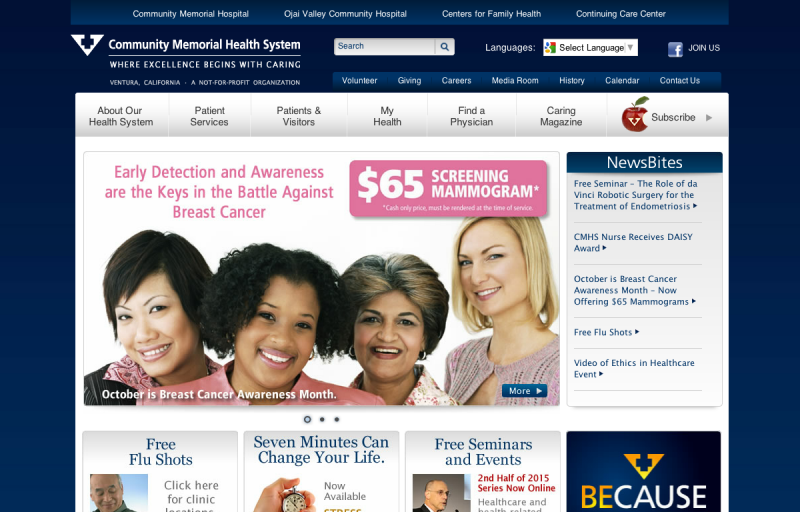 Community Memorial Hospital
Ojai Valley Community Hospital
Centers for Family Health
Continuing Care Center
Community Memorial Health System
WHERE EXCELLENCE BEGINS WITH CARING
VENTURA, CALIFORNIA - A NOT-FOR-PROFIT ORGANIZATION
Search
Languages:
Select Language
JOIN US
Volunteer
Giving
Careers
Media Room
History
Calendar
Contact Us
About Our
Health System
Patient
Services
Patients &
Visitors
My
Health
Find a
Physician
Caring
Magazine
Subscribe
Early Detection and Awareness
are the Keys in the Battle Against
Breast Cancer
$65 SCREENING
MAMMOGRAM*
*Cash only price, must be rendered at the time of service.
October is Breast Cancer Awareness Month.
More
NewsBites
Free Seminar – The Role of da
Vinci Robotic Surgery for the
Treatment of Endometriosis
CMHS Nurse Receives DAISY
Award
October is Breast Cancer
Awareness Month – Now
Offering $65 Mammograms
Free Flu Shots
Video of Ethics in Healthcare
Event
Free
Flu Shots
Click here
for clinic
locations
Seven Minutes Can
Change Your Life.
Now
Available
STRESS
Free Seminars
and Events
2nd Half of 2015
Series Now Online
Healthcare and
health-related
BECAUSE